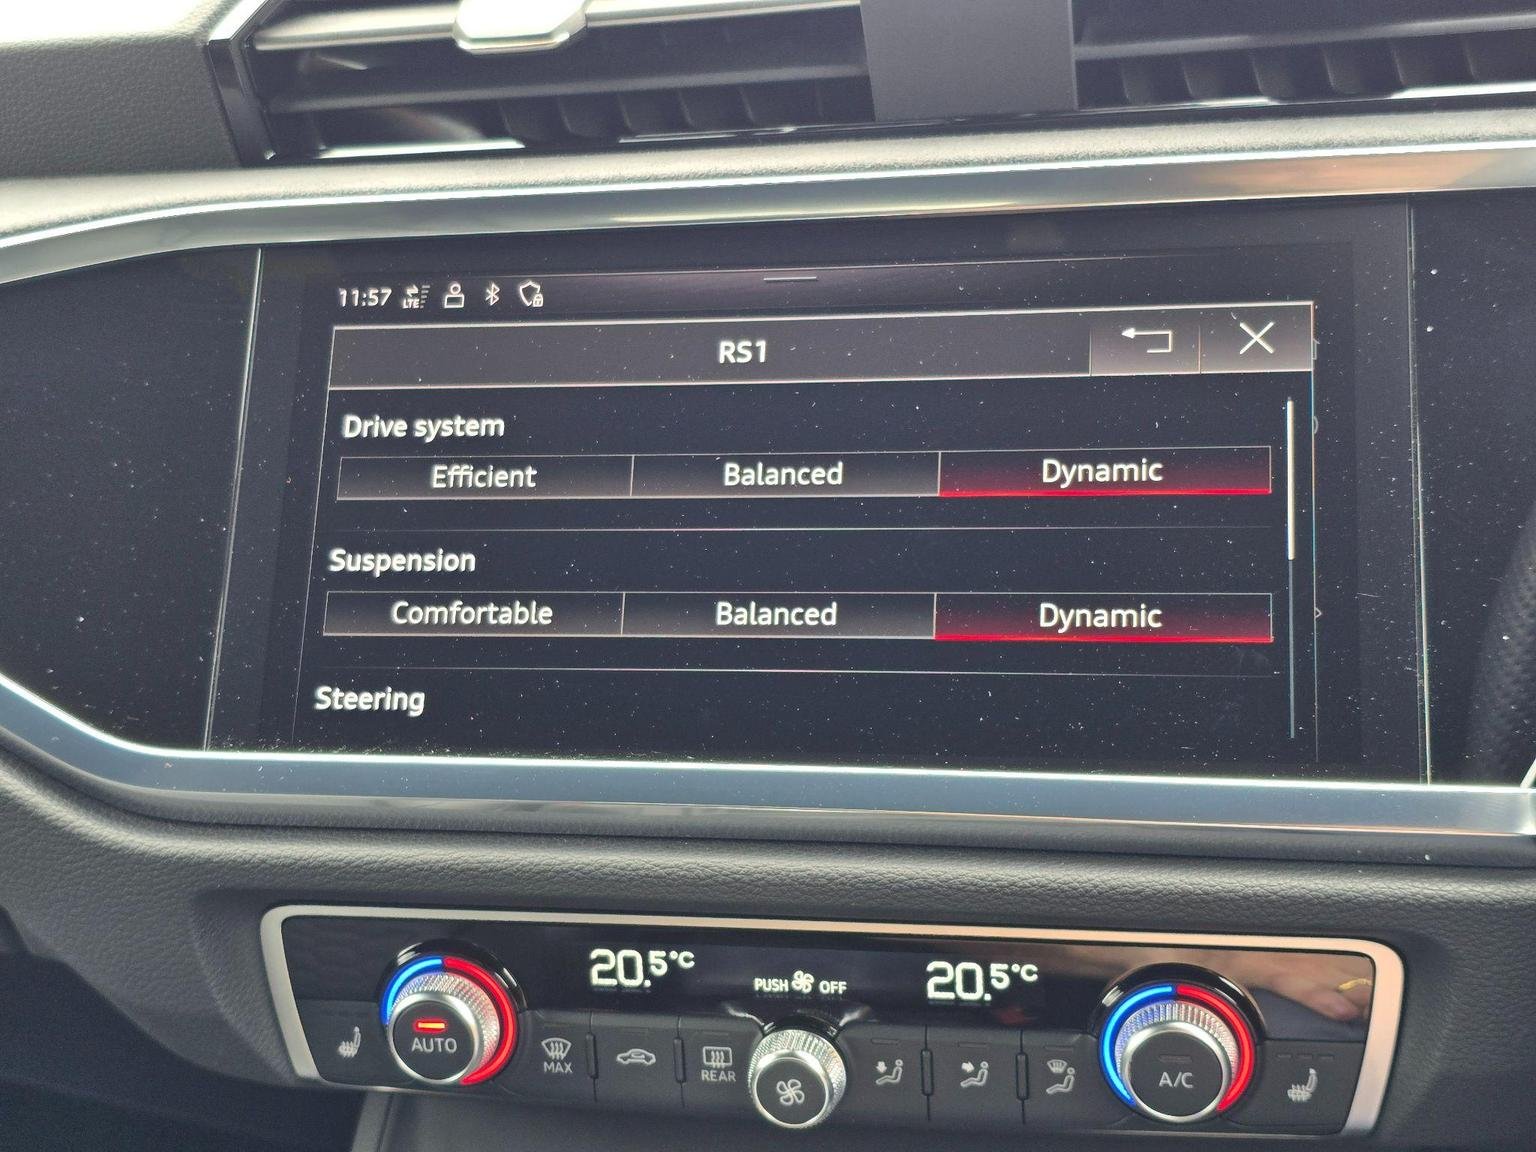 11:57 LTE
RS1
Drive system
Efficient Balanced Dynamic
Suspension
Comfortable Balanced Dynamic
Steering
20.5°C PUSH OFF 20.5°C
AUTO MAX REAR A/C